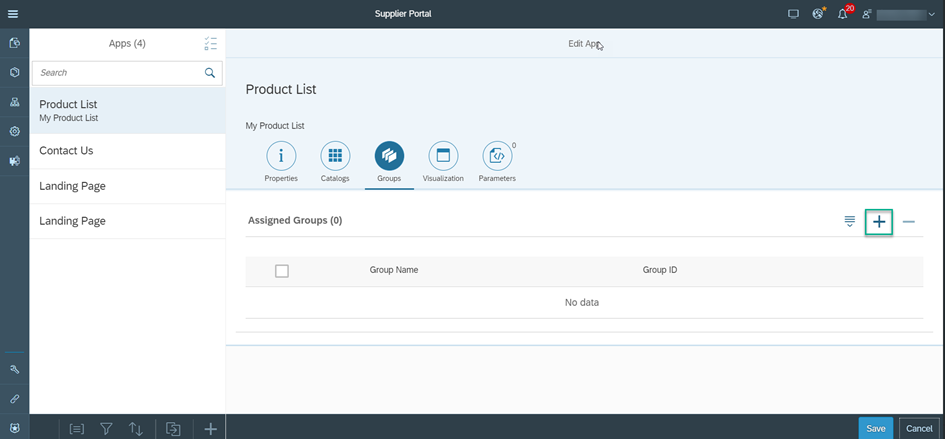 Supplier Portal
20
Apps (4)
Search
Product List
My Product List
Contact Us
Landing Page
Landing Page
Edit App
Product List
My Product List
Properties
Catalogs
Groups
Visualization
0
Parameters
Assigned Groups (0)
Group Name
Group ID
No data
Save
Cancel